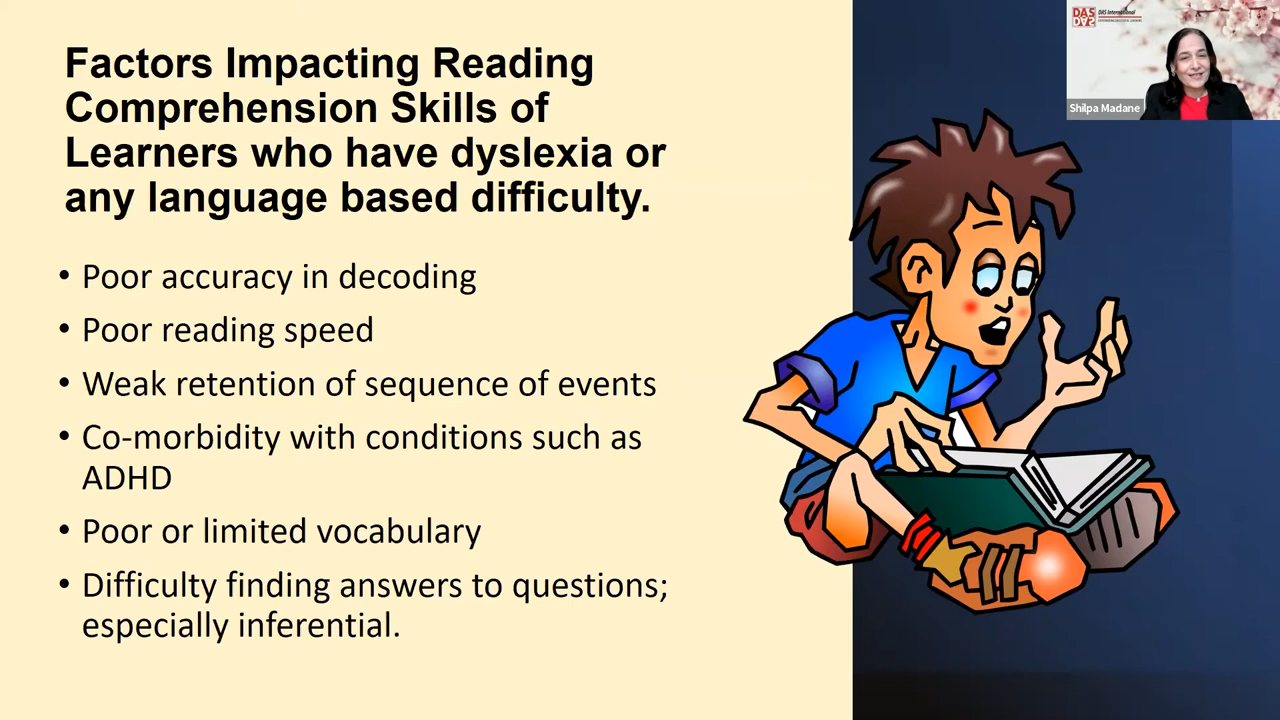 Factors Impacting Reading
Comprehension Skills of
Learners who have dyslexia or
any language based difficulty.
• Poor accuracy in decoding
• Poor reading speed
• Weak retention of sequence of events
• Co-morbidity with conditions such as
ADHD
• Poor or limited vocabulary
• Difficulty finding answers to questions;
especially inferential.
DAS
DAS International
Shilpa Madane